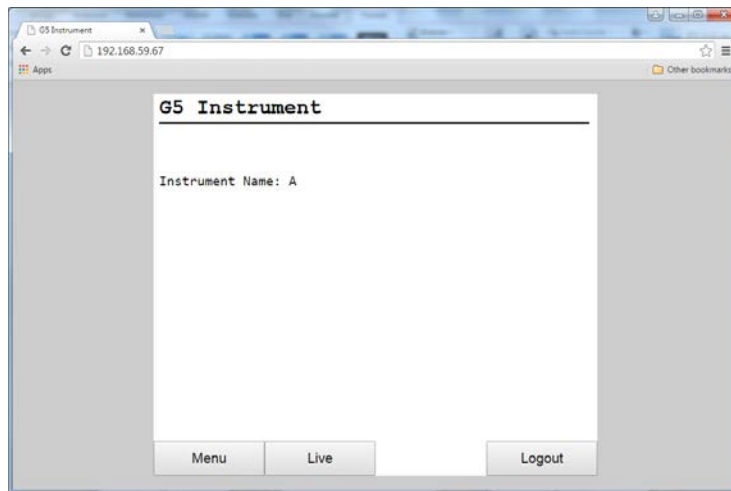 G5 Instrument
192.168.59.67
Apps
Other bookmarks
G5 Instrument
Instrument Name: A
Menu
Live
Logout